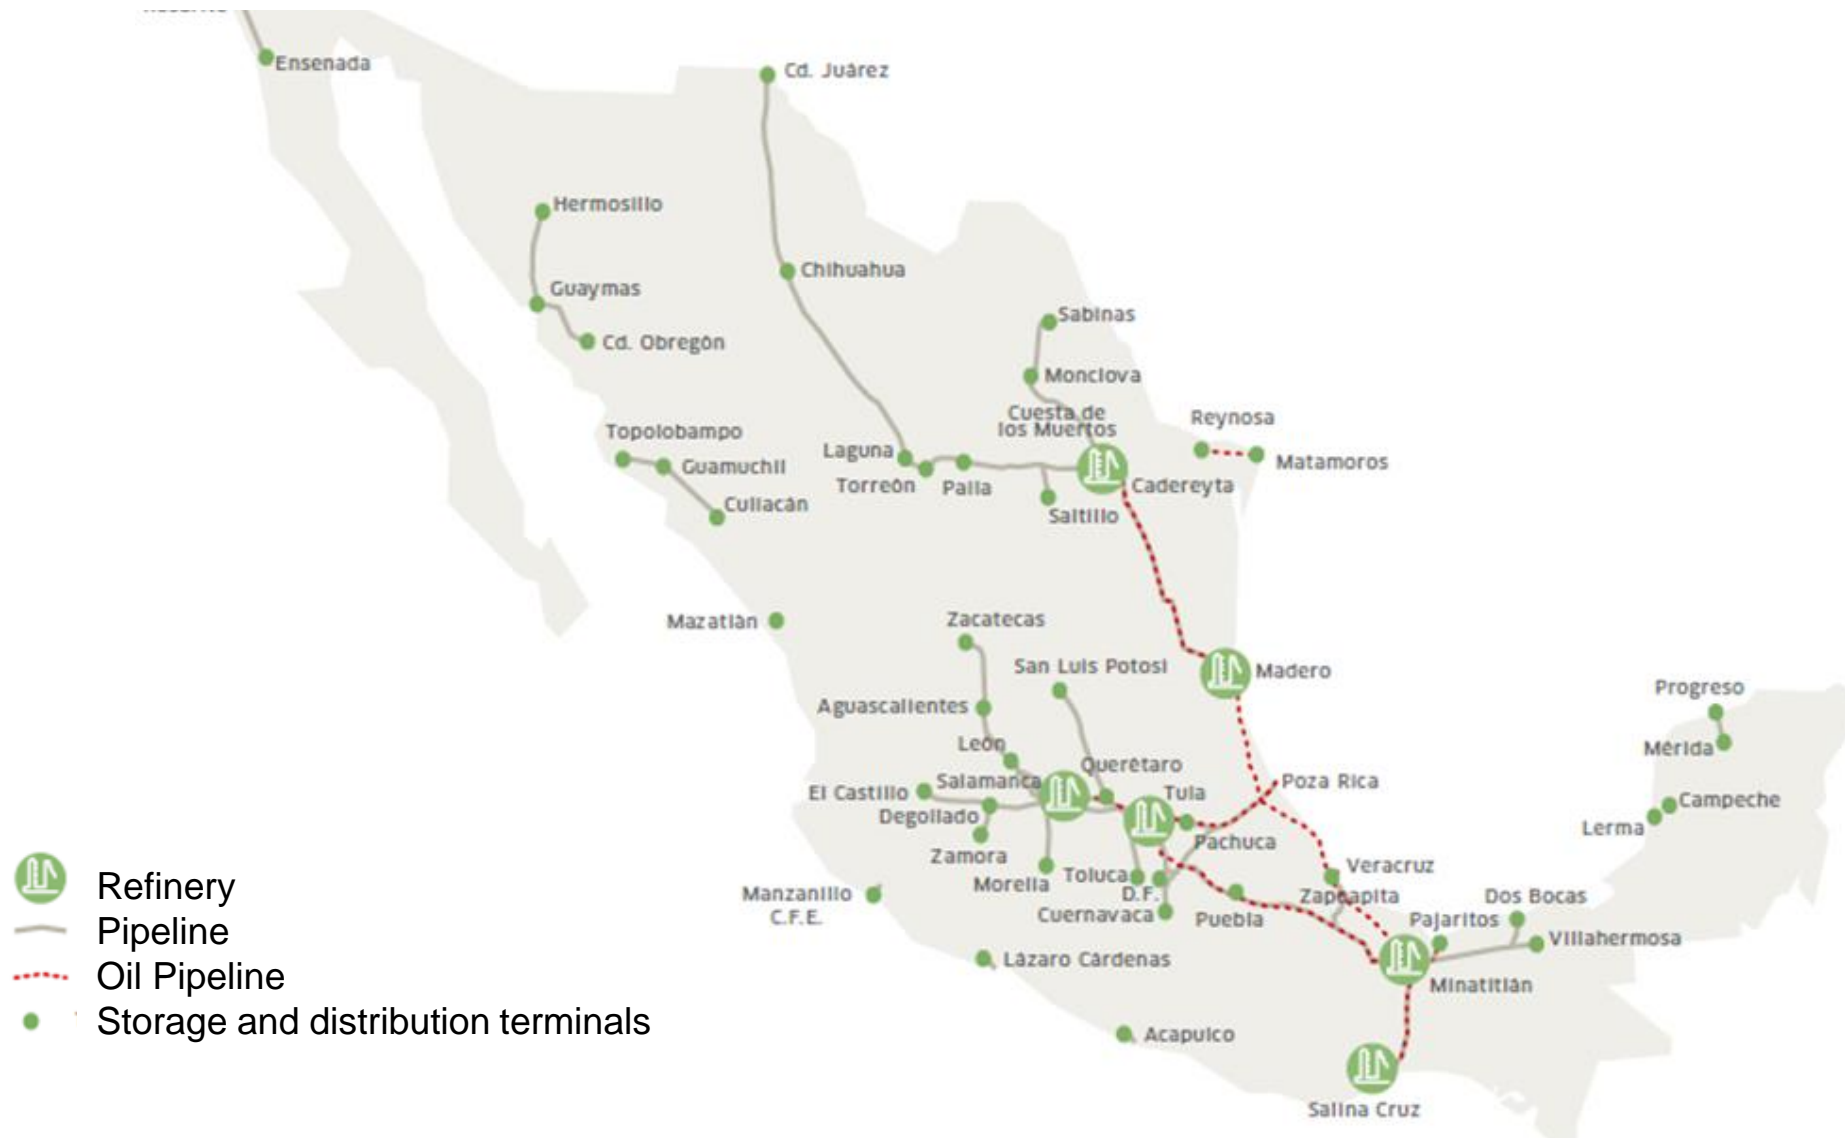 Ensenada
Cd. Juárez
Hermosillo
Chihuahua
Guaymas
Sabinas
Cd. Obregón
Monclova
Cuesta de
los Muertos
Reynosa
Topolobampo
Laguna
Matamoros
Guamuchil
Torreón
Palla
Cadereyta
Culiacán
Saltillo
Mazatlán
Zacatecas
San Luis Potosí
Madero
Progreso
Aguascalientes
León
Mérida
Querétaro
Salamanca
Poza Rica
El Castillo
Tula
Campeche
Degollado
Lerma
Pachuca
Zamora
Veracruz
Morelia
Toluca
D.F.
Refinery
Manzanillo
C.F.E.
Zapoapita
Dos Bocas
Cuernavaca
Puebla
Pajaritos
Pipeline
Villahermosa
Lázaro Cárdenas
Oil Pipeline
Minatitlán
Storage and distribution terminals
Acapulco
Salina Cruz